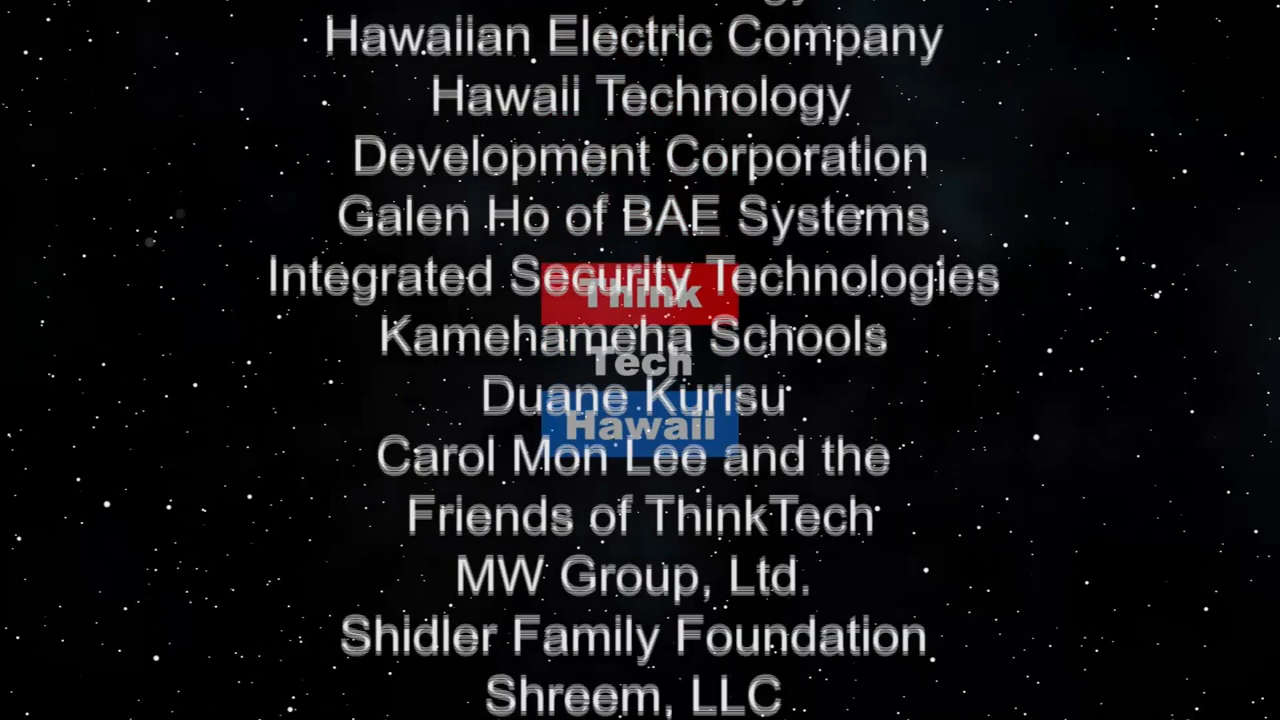 Hawaiian Electric Company
Hawaii Technology
Development Corporation
Galen Ho of BAE Systems
Integrated Security Technologies
Think
Kamehameha Schools
Tech
Duane Kurisu
Hawaii
Carol Mon Lee and the
Friends of ThinkTech
MW Group, Ltd.
Shidler Family Foundation
Shreem, LLC